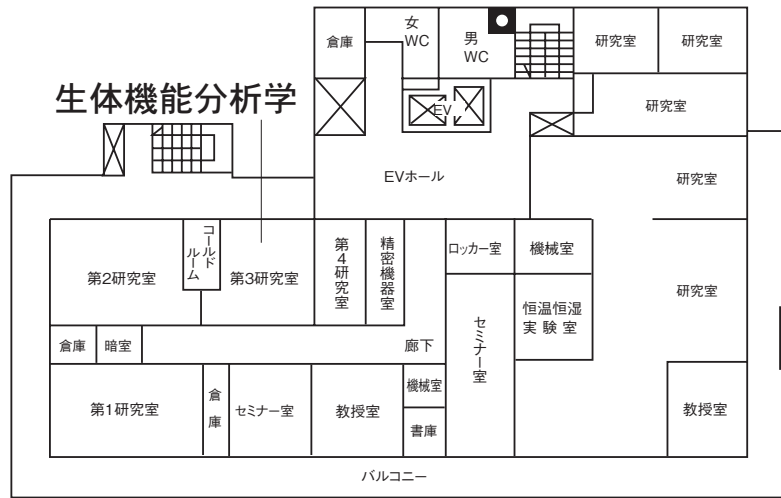 倉庫
女
WC
男
WC
研究室
研究室
生体機能分析学
EV
研究室
EVホール
研究室
コールド
ルーム
第2研究室
第3研究室
第4研究室
精密機器室
ロッカー室
機械室
研究室
恒温恒湿
実験室
セミナー室
倉庫
暗室
廊下
第1研究室
倉庫
セミナー室
教授室
機械室
書庫
教授室
バルコニー